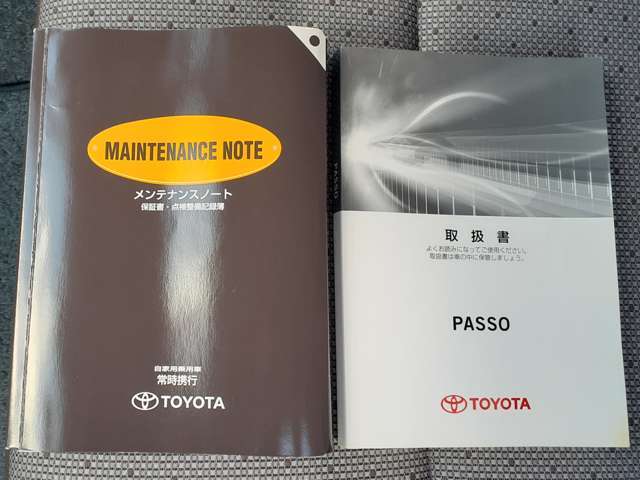 MAINTENANCE NOTE
メンテナンスノート
保証書・点検整備記録簿
自家用乗用車
常時携行
TOYOTA
PASSO
取扱書
よくお読みになってご使用ください。
取扱書は車の中に保管しましょう。
PASSO
TOYOTA